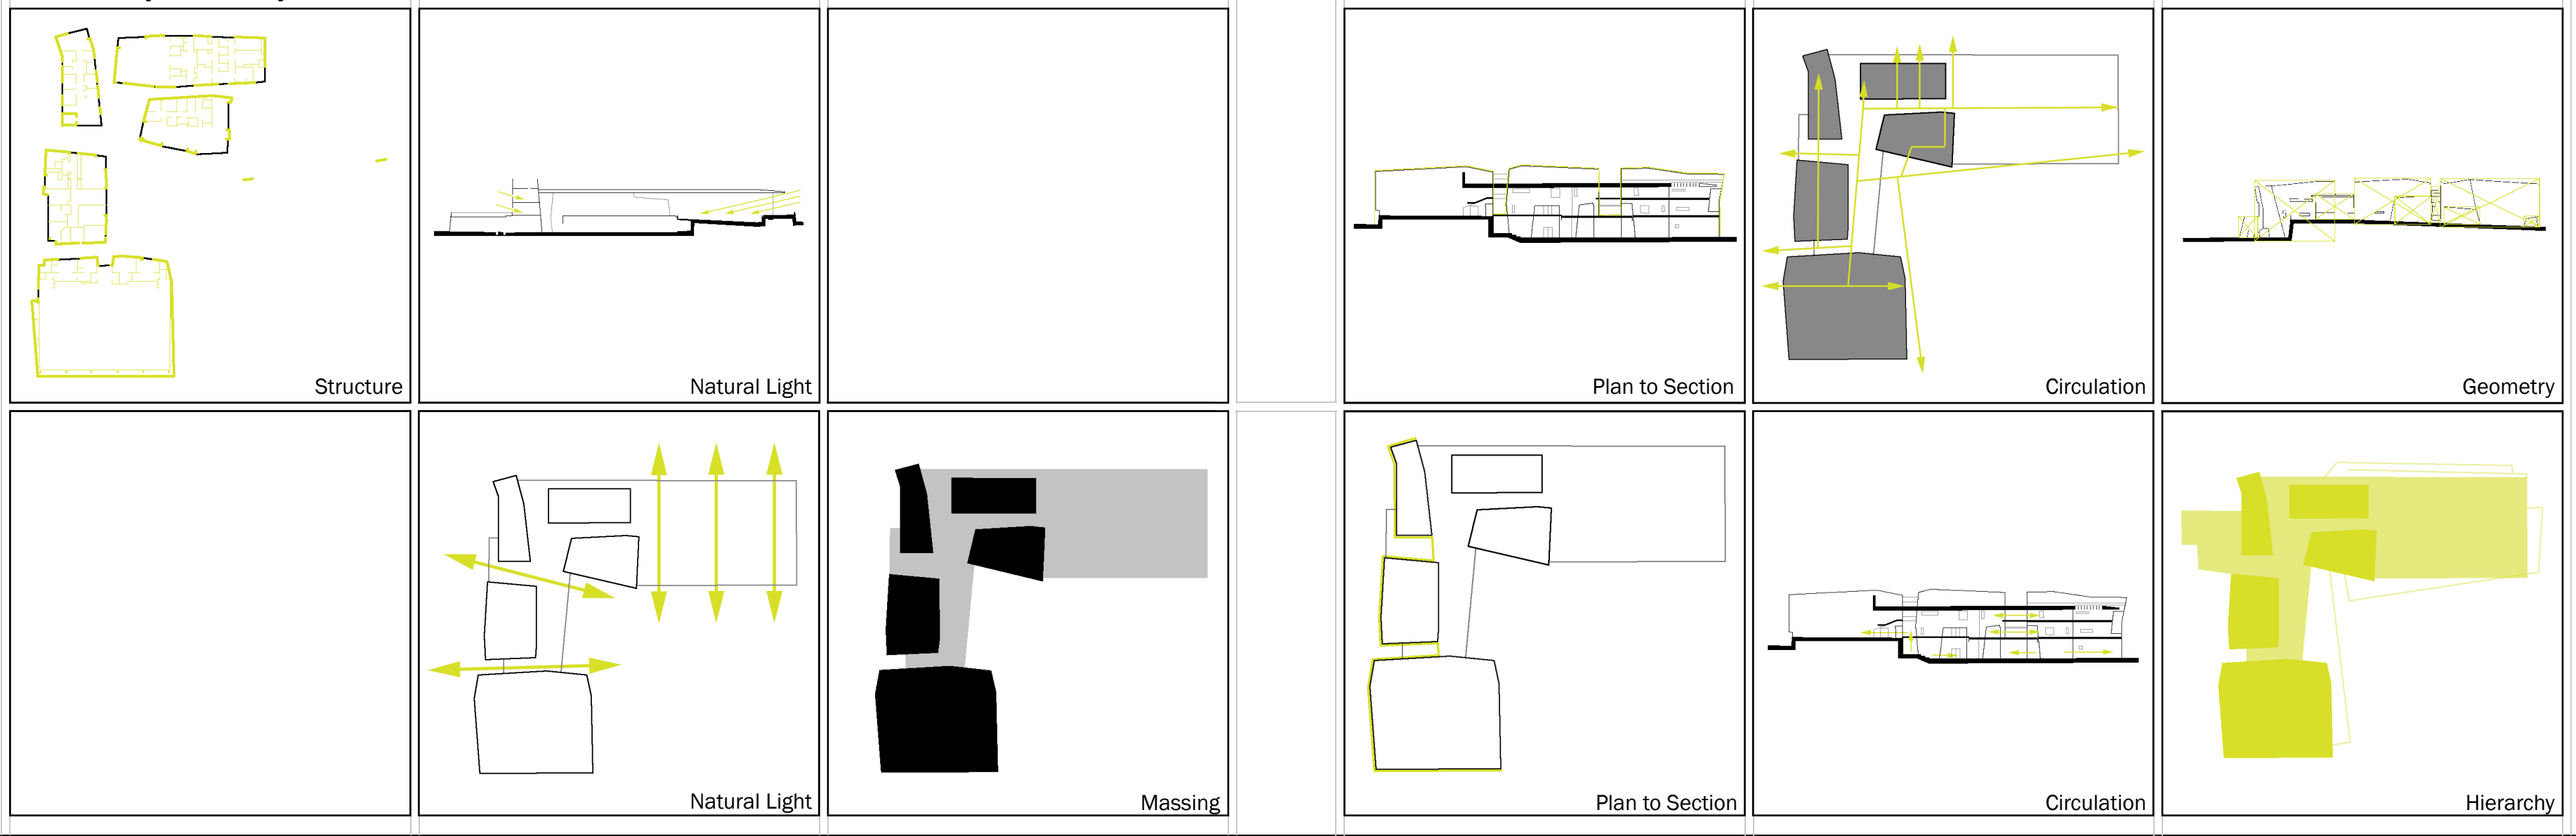 Structure
Natural Light
Plan to Section
Circulation
Geometry
Natural Light
Massing
Plan to Section
Circulation
Hierarchy